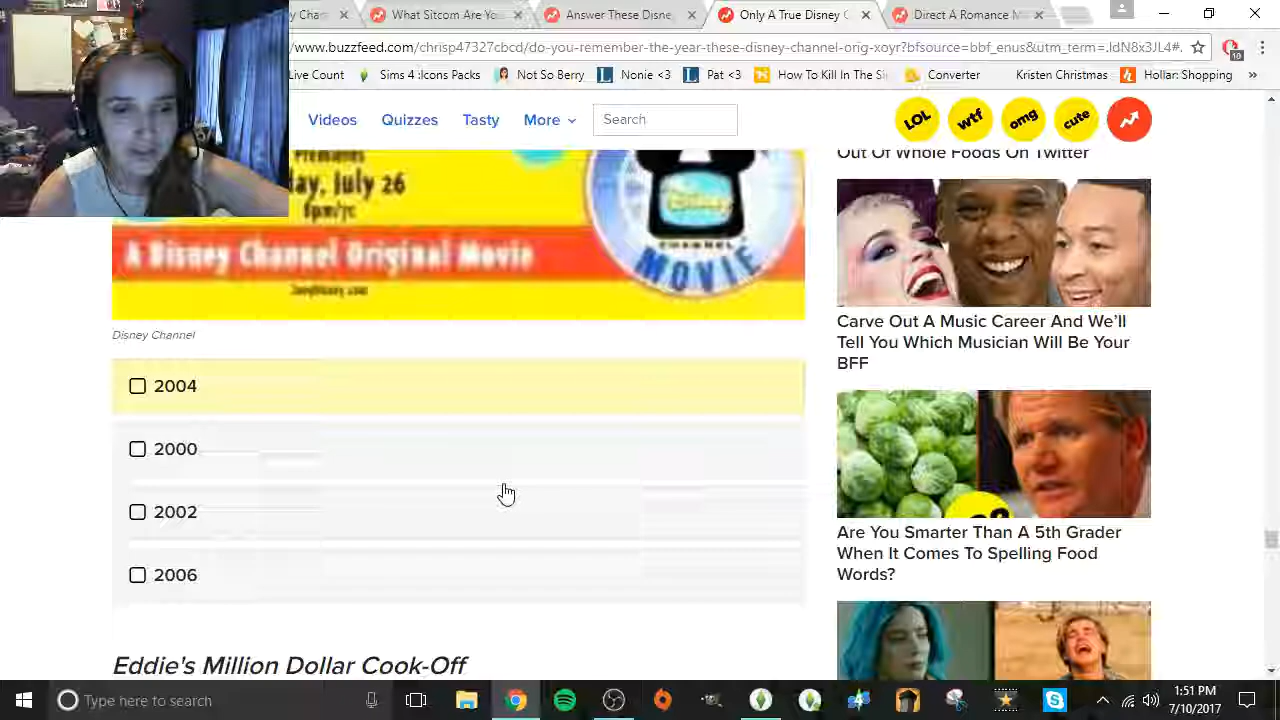 What Sitcom Are Yo
Answer These Disne
Only A True Disney C
Direct A Romance M
www.buzzfeed.com/chrisp47327cbcd/do-you-remember-the-year-these-disney-channel-orig-xoyr?bfsource=bbf_enus&utm_term=.ldN8x3JL4#.
Live Count
Sims 4 Icons Packs
Not So Berry
Nonie <3
Pat <3
How To Kill In The Si
Converter
Kristen Christmas
Hollar: Shopping
»
Videos
Quizzes
Tasty
More
Search
LOL
wtf
omg
cute
Premieres
ay, July 26
A Disney Channel Original Movie
CHANNEL
MOVIE
Disney Channel
2004
2000
2002
2006
Eddie's Million Dollar Cook-Off
Out Of Whole Foods On Twitter
Carve Out A Music Career And We'll
Tell You Which Musician Will Be Your
BFF
Are You Smarter Than A 5th Grader
When It Comes To Spelling Food
Words?
Type here to search
1:51 PM
7/10/2017